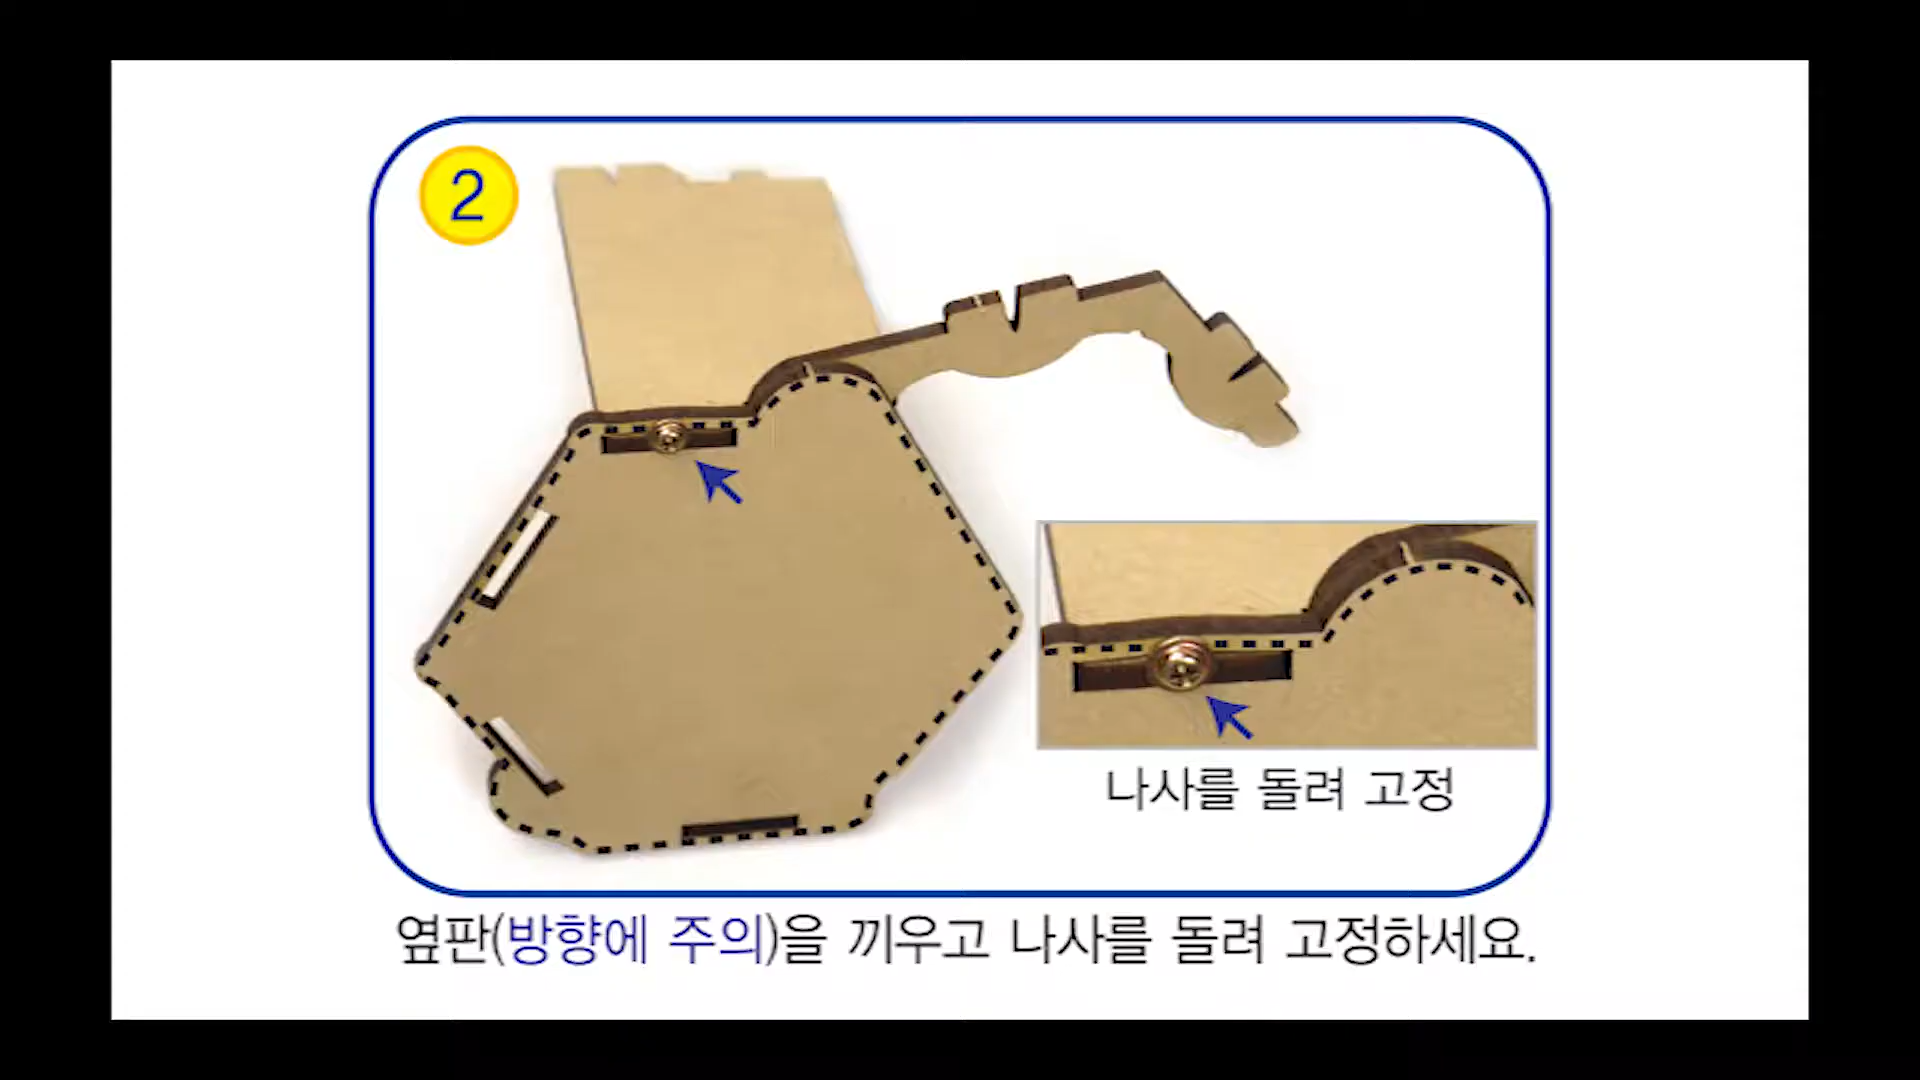 2
나사를 돌려 고정
옆판(방향에 주의)을 끼우고 나사를 돌려 고정하세요.